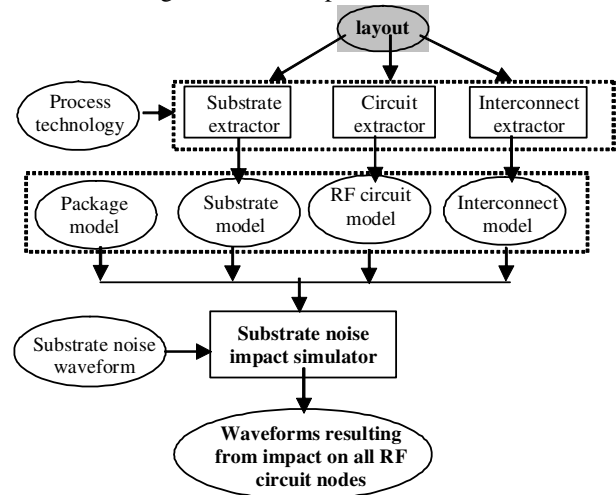 layout
Process
technology
Substrate
extractor
Circuit
extractor
Interconnect
extractor
Package
model
Substrate
model
RF circuit
model
Interconnect
model
Substrate noise
waveform
Substrate noise
impact simulator
Waveforms resulting
from impact on all RF
circuit nodes